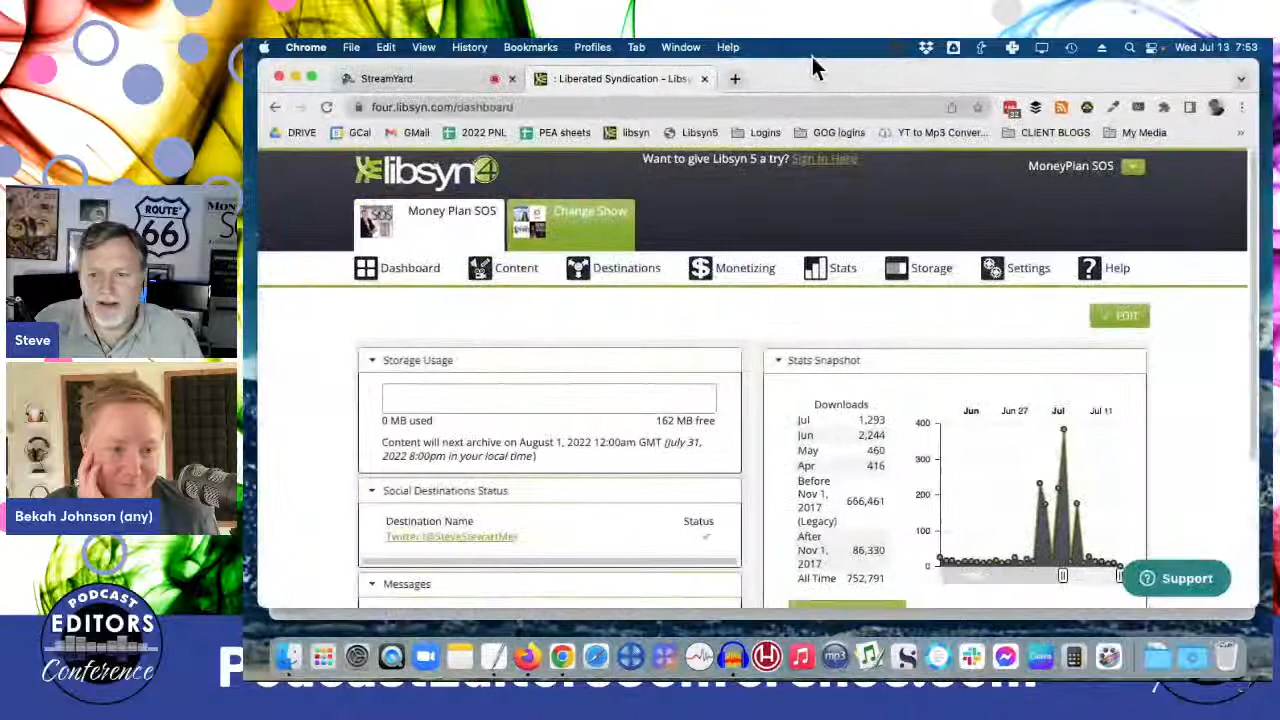 Chrome File Edit View History Bookmarks Profiles Tab Window Help Wed Jul 13 7:53
StreamYard
: Liberated Syndication - Libs
four.libsyn.com/dashboard
32
DRIVE GCal GMail 2022 PNL PEA sheets libsyn Libsyn5 Logins GOG logins YT to Mp3 Conver... CLIENT BLOGS My Media
libsyn4
Want to give Libsyn 5 a try? Sign In Here
MoneyPlan SOS
Money Plan SOS
Change Show
Dashboard Content Destinations Monetizing Stats Storage Settings Help
EDIT
Storage Usage
0 MB used 162 MB free
Content will next archive on August 1, 2022 12:00am GMT (July 31,
2022 8:00pm in your local time)
Social Destinations Status
Destination Name Status
Messages
Stats Snapshot
Downloads
Jul 1,293
Jun 2,244
May 460
Apr 416
Before
Nov 1,
2017
(Legacy)
666,461
After
Nov 1,
2017
86,330
All Time 752,791
Jun Jun 27 Jul Jul 11
400
300
200
100
0
Support
ROUTE
66
Steve
Bekah Johnson (any)
PODCAST
EDITORS
Conference
mp3